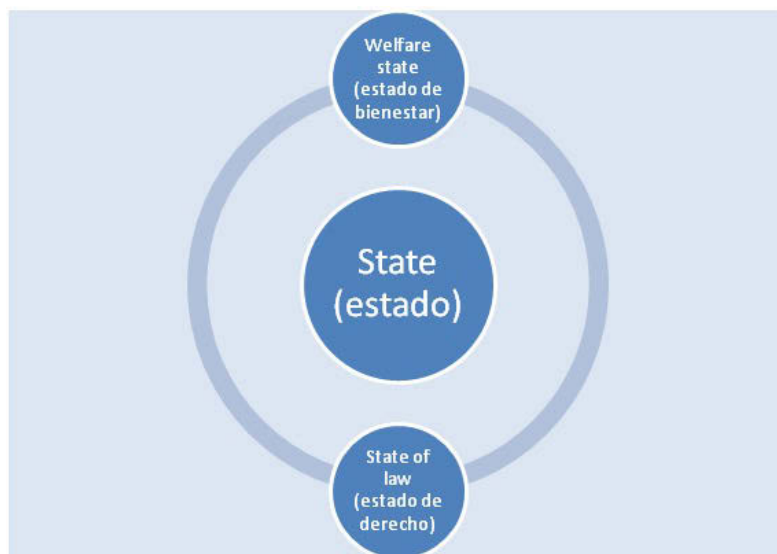 Welfare
state
(estado de
bienestar)
State
(estado)
State of
law
(estado de
derecho)